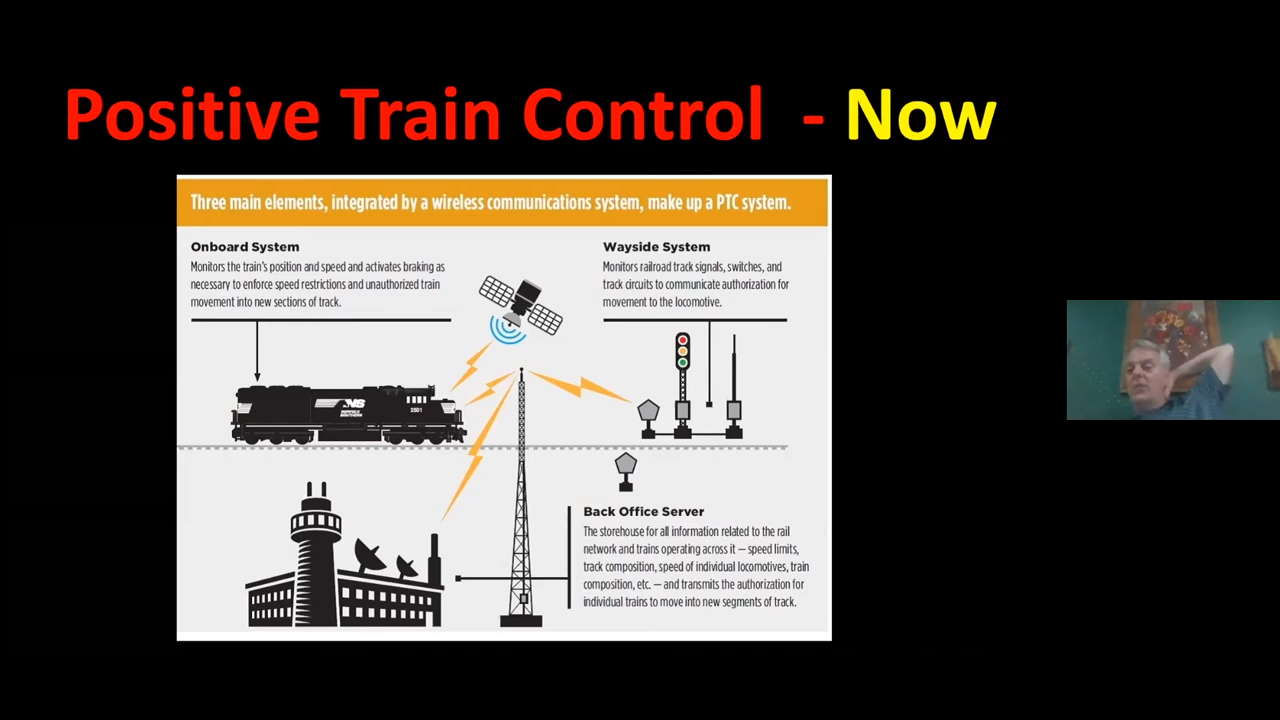 Positive Train Control - Now
Three main elements, integrated by a wireless communications system, make up a PTC system.
Onboard System
Monitors the train's position and speed and activates braking as
necessary to enforce speed restrictions and unauthorized train
movement into new sections of track.
Wayside System
Monitors railroad track signals, switches, and
track circuits to communicate authorization for
movement to the locomotive.
NS
NORFOLK
SOUTHERN
2501
Back Office Server
The storehouse for all information related to the rail
network and trains operating across it — speed limits,
track composition, speed of individual locomotives, train
composition, etc. — and transmits the authorization for
individual trains to move into new segments of track.